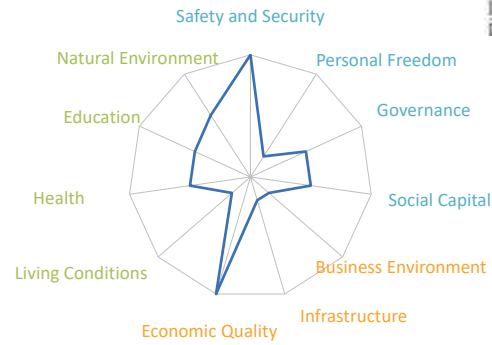 Safety and Security
Natural Environment
Personal Freedom
Education
Governance
Health
Social Capital
Living Conditions
Business Environment
Economic Quality
Infrastructure